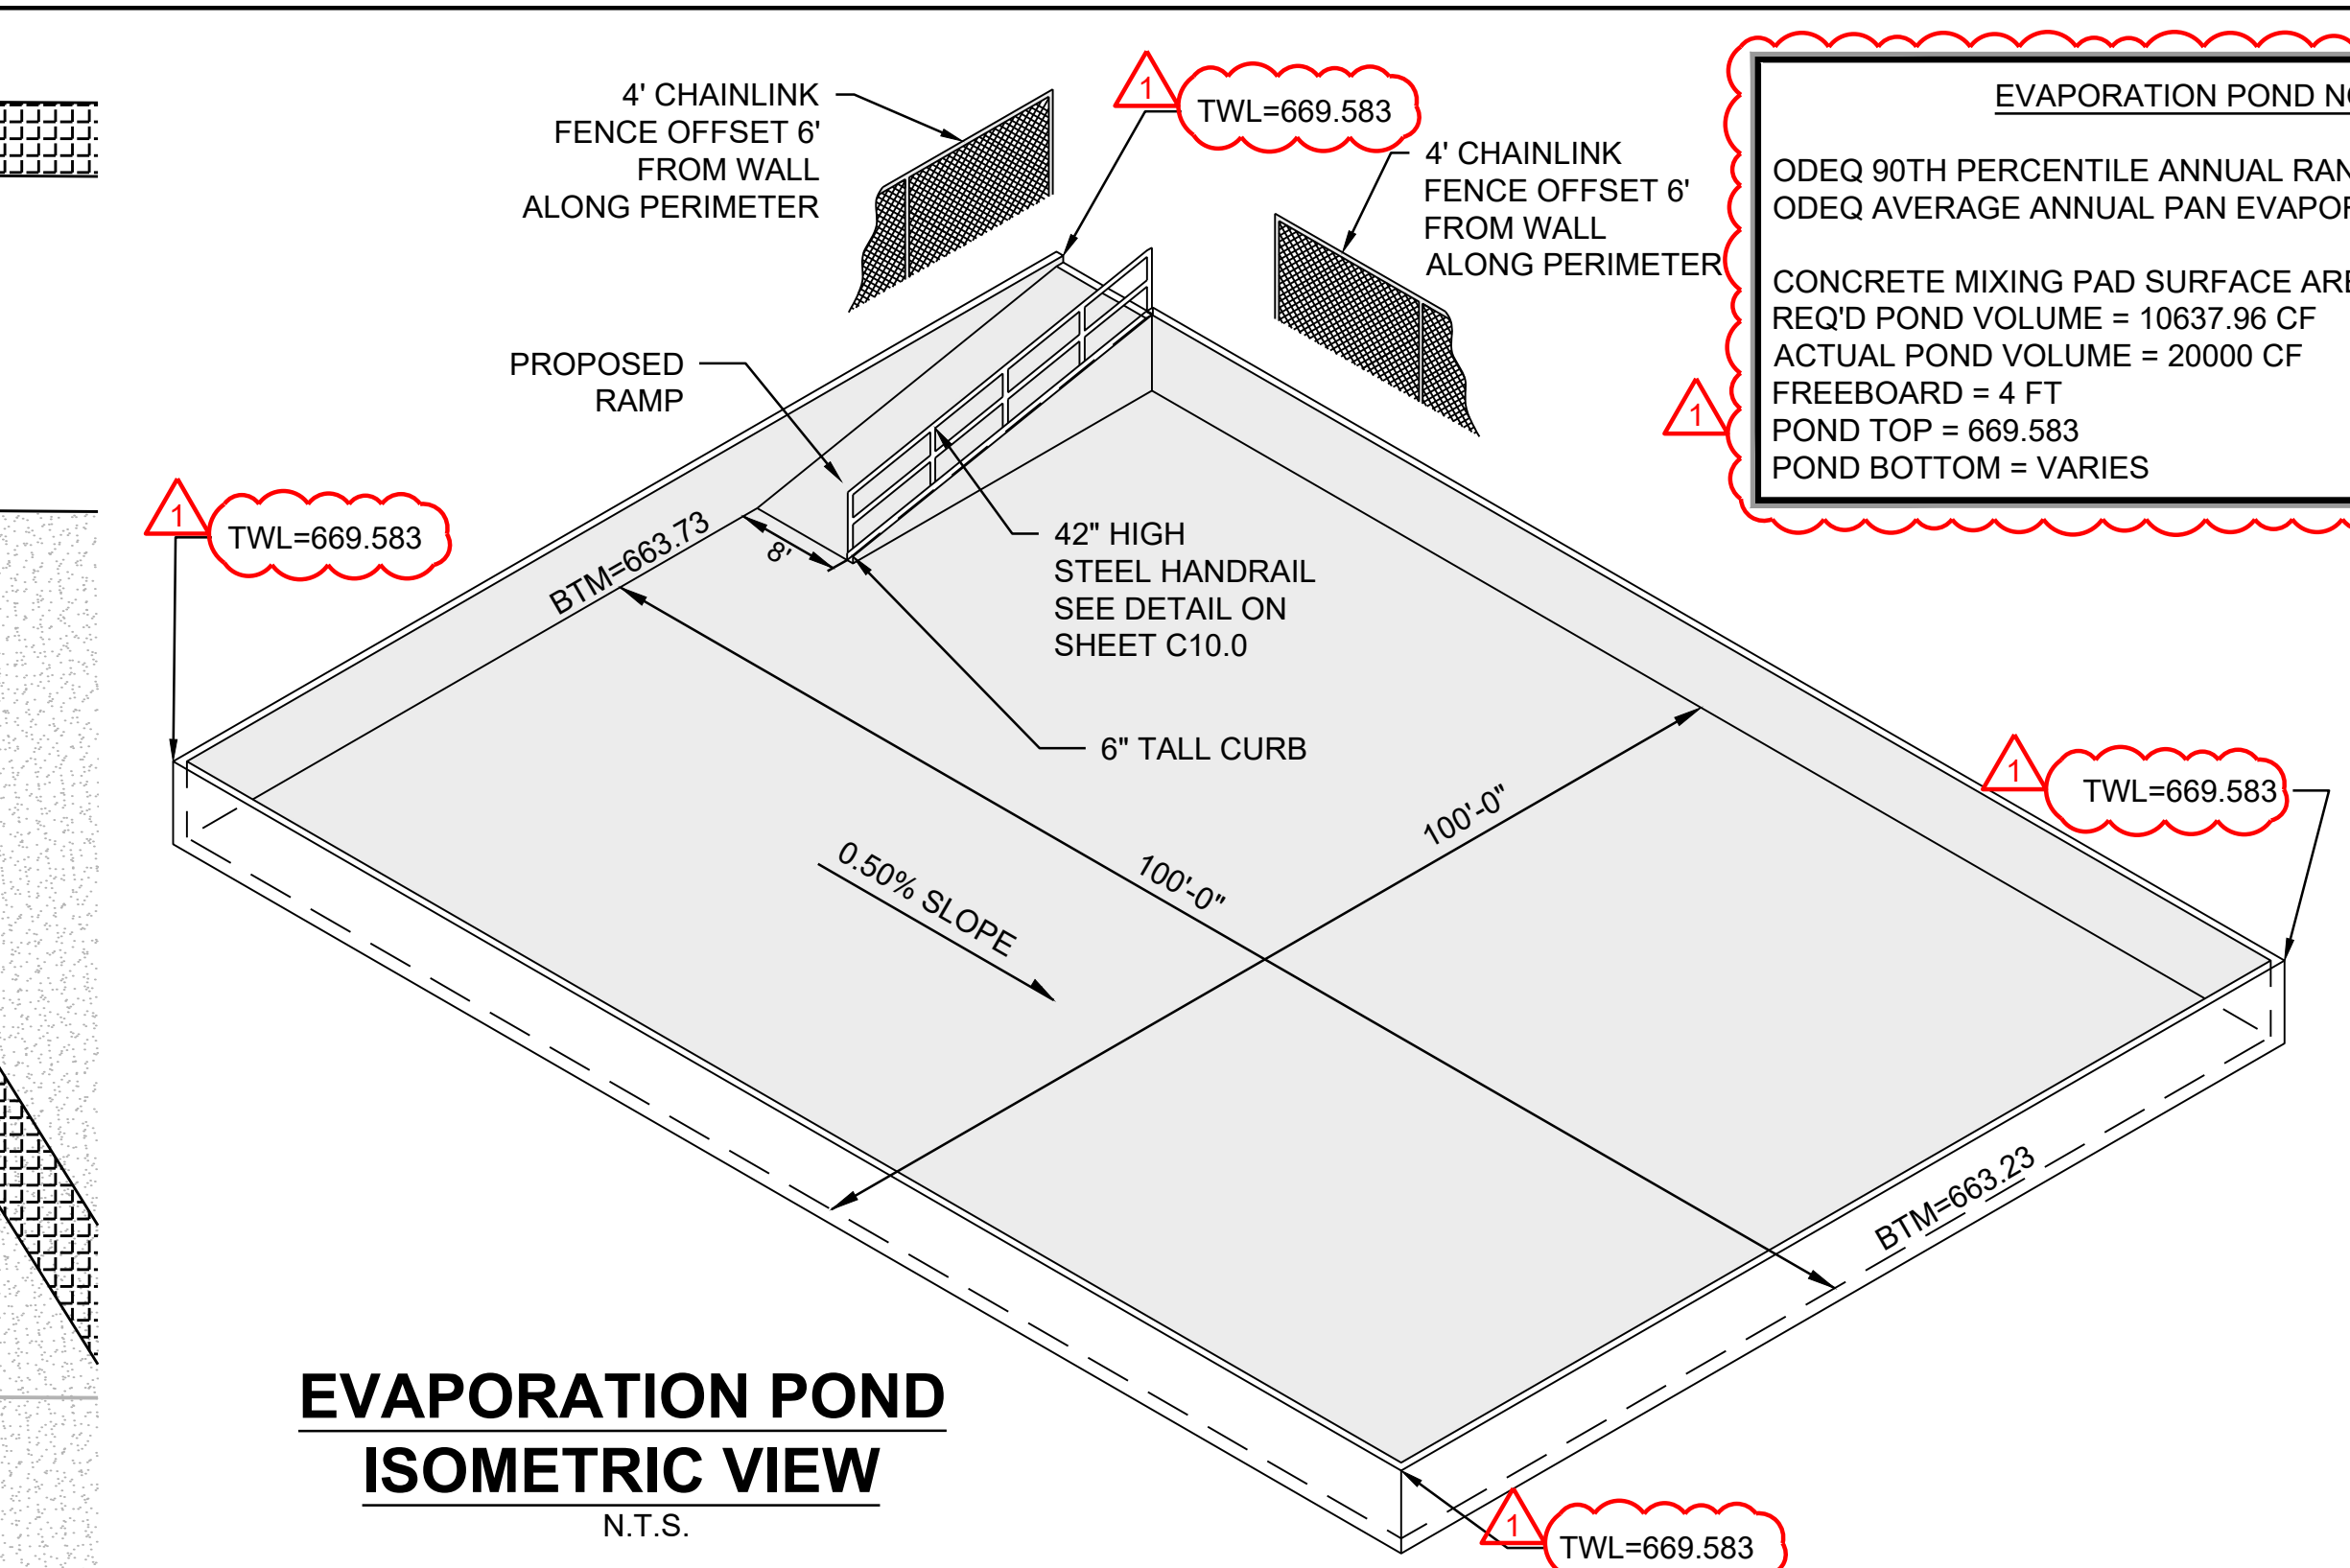 4' CHAINLINK
FENCE OFFSET 6'
FROM WALL
ALONG PERIMETER
1
TWL=669.583
4' CHAINLINK
FENCE OFFSET 6'
FROM WALL
ALONG PERIMETER
EVAPORATION POND
ODEQ 90TH PERCENTILE ANNUAL
ODEQ AVERAGE ANNUAL PAN
CONCRETE MIXING PAD SURFACE
REQ'D POND VOLUME = 10637.96 CF
ACTUAL POND VOLUME = 20000 CF
FREEBOARD = 4 FT
POND TOP = 669.583
POND BOTTOM = VARIES
1
PROPOSED
RAMP
1
TWL=669.583
BTM=663.73
8'
42" HIGH
STEEL HANDRAIL
SEE DETAIL ON
SHEET C10.0
6" TALL CURB
1
TWL=669.583
100'-0"
100'-0"
0.50% SLOPE
BTM=663.23
EVAPORATION POND
ISOMETRIC VIEW
N.T.S.
1
TWL=669.583